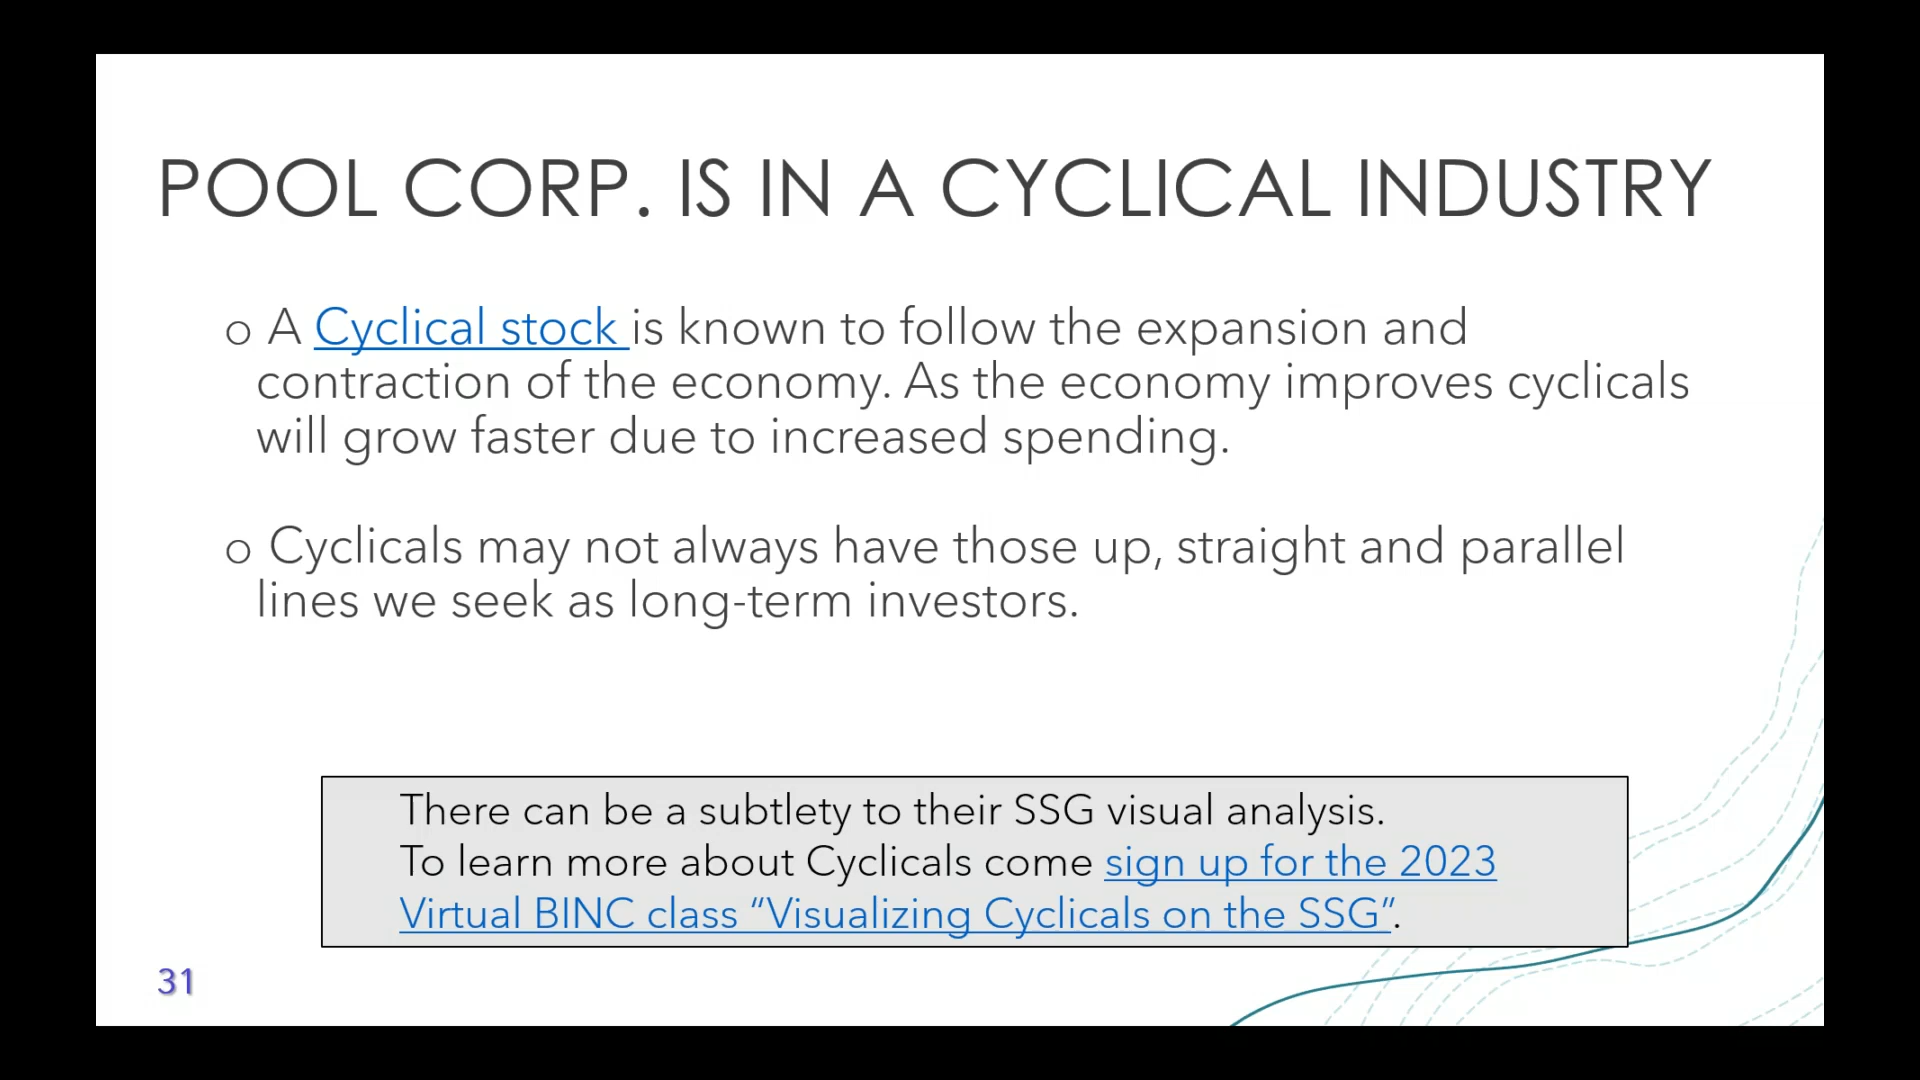 POOL CORP. IS IN A CYCLICAL INDUSTRY
o A Cyclical stock is known to follow the expansion and
contraction of the economy. As the economy improves cyclicals
will grow faster due to increased spending.
o Cyclicals may not always have those up, straight and parallel
lines we seek as long-term investors.
There can be a subtlety to their SSG visual analysis.
To learn more about Cyclicals come sign up for the 2023
Virtual BINC class “Visualizing Cyclicals on the SSG”.
31